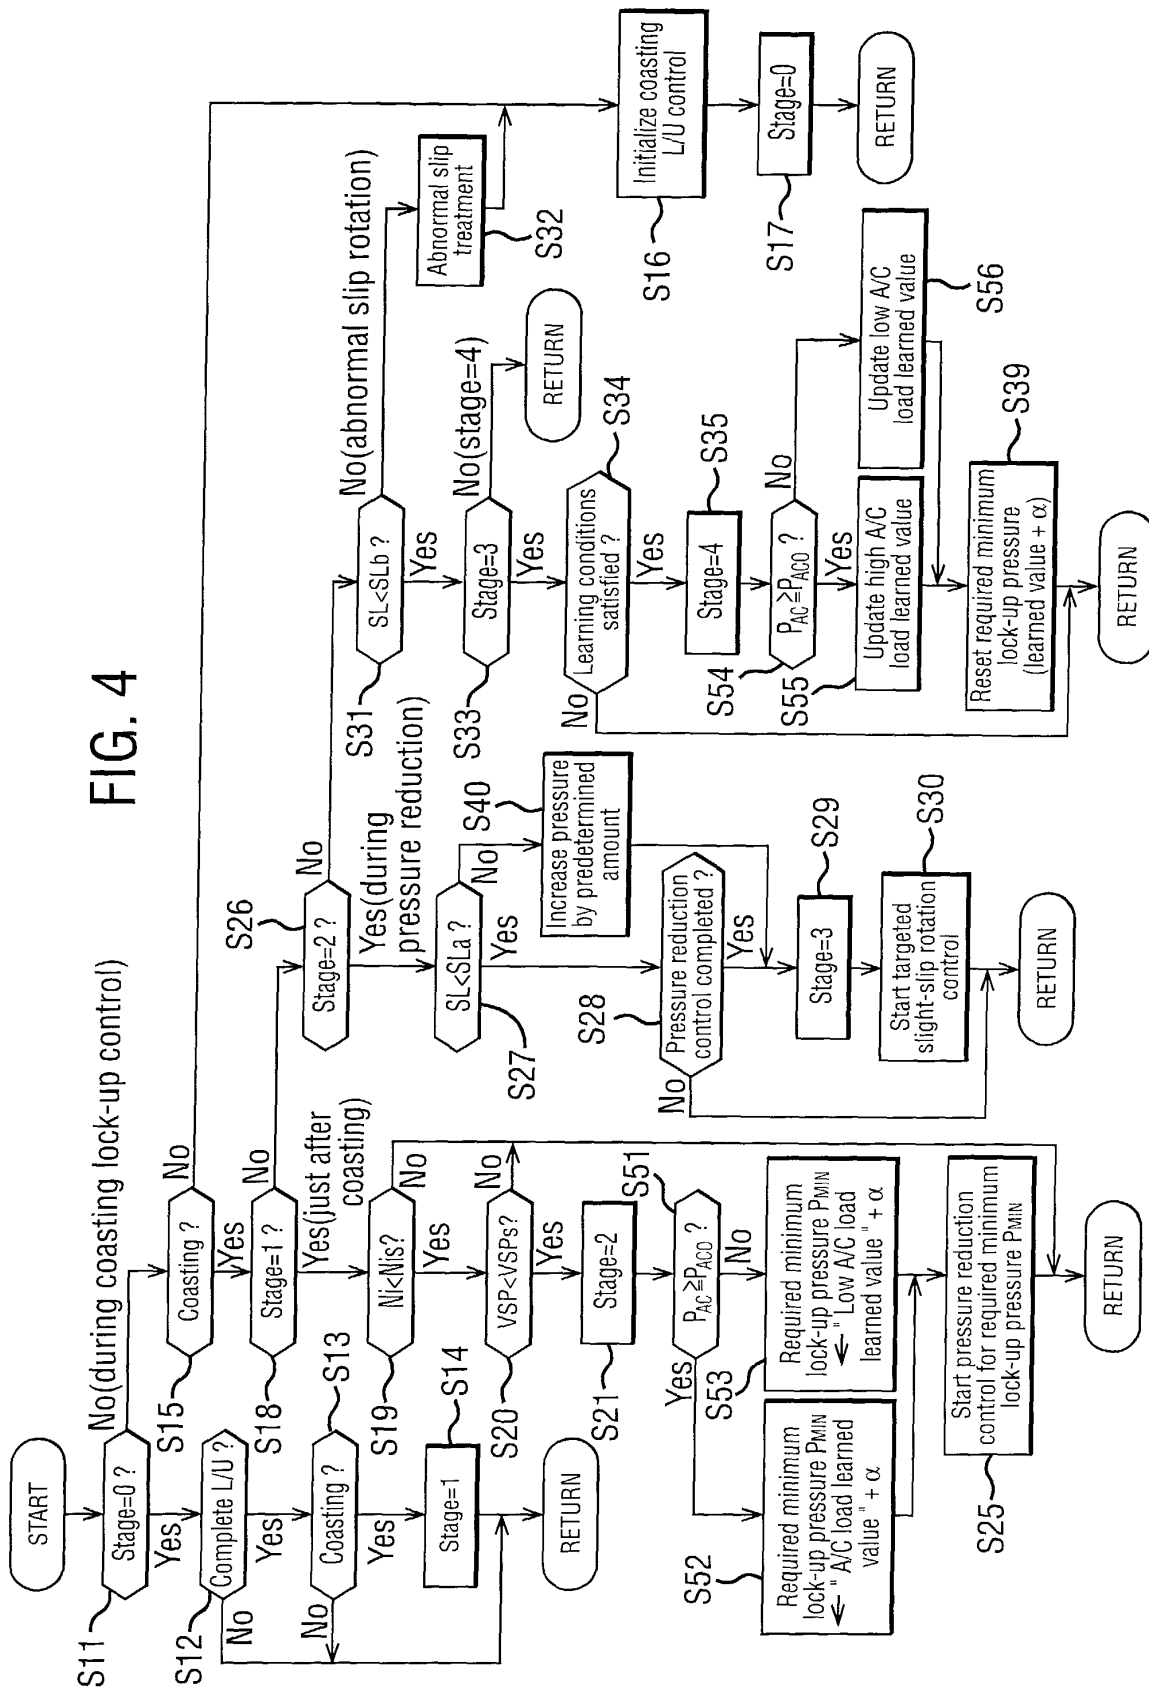 FIG. 4
START
S11
Stage=0 ?
No(during coasting lock-up control)
Yes
S12
Complete L/U ?
No
Yes
S13
Coasting ?
No
Yes
S14
Stage=1
RETURN
S15
Coasting ?
No
Yes
S18
Stage=1 ?
No
Yes(just after
coasting)
S19
Ni<Nis?
No
Yes
S20
VSP<VSPs?
No
Yes
S21
Stage=2
S51
PAC≧PACO ?
Yes
No
S52
Required minimum
lock-up pressure PMIN
← " A/C load learned
value " + α
S53
Required minimum
lock-up pressure PMIN
← " Low A/C load
learned value " + α
S25
Start pressure reduction
control for required minimum
lock-up pressure PMIN
RETURN
S26
Stage=2 ?
No
Yes(during
pressure reduction)
S27
SL<SLa ?
No
Yes
S40
Increase pressure
by predetermined
amount
S28
Pressure reduction
control completed ?
No
Yes
S29
Stage=3
S30
Start targeted
slight-slip rotation
control
RETURN
S31
SL<SLb ?
No(abnormal slip rotation)
Yes
S32
Abnormal slip
treatment
S33
Stage=3
No(stage=4)
Yes
RETURN
S34
Learning conditions
satisfied ?
No
Yes
S35
Stage=4
S54
PAC≧PACO ?
No
Yes
S55
Update high A/C
load learned value
S56
Update low A/C
load learned value
S39
Reset required minimum
lock-up pressure
(learned value + α)
RETURN
S16
Initialize coasting
L/U control
S17
Stage=0
RETURN